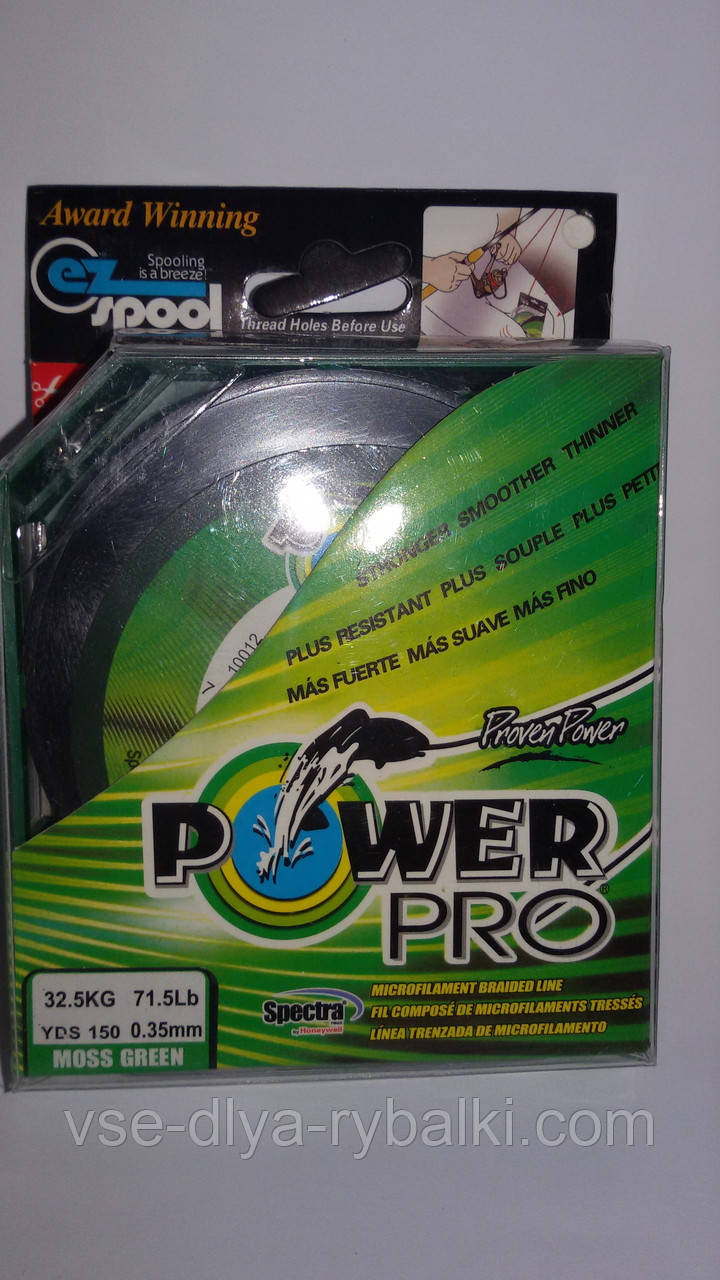 Award Winning
ez
spool
Spooling
is a breeze!
Thread Holes Before Use
STRONGER SMOOTHER THINNER
PLUS RESISTANT PLUS SOUPLE PLUS PETIT
MÁS FUERTE MÁS SUAVE MÁS FINO
V 10012
Proven Power
POWER
PRO®
32.5KG 71.5Lb
YDS 150 0.35mm
MOSS GREEN
Spectra
FIBER
by Honeywell
MICROFILAMENT BRAIDED LINE
FIL COMPOSÉ DE MICROFILAMENTS TRESSÉS
LÍNEA TRENZADA DE MICROFILAMENTO
vse-dlya-rybalki.com